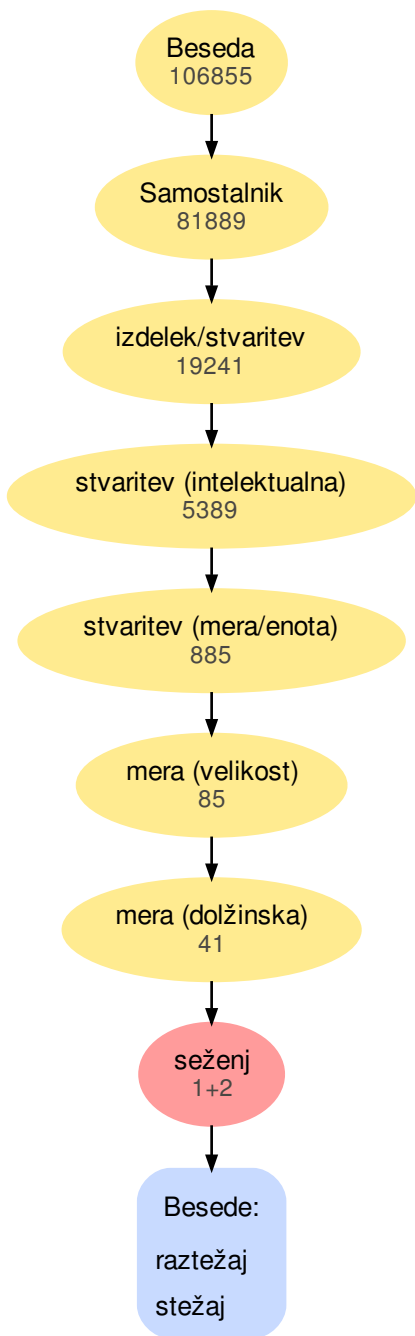 Beseda
106855
Samostalnik
81889
izdelek/stvaritev
19241
stvaritev (intelektualna)
5389
stvaritev (mera/enota)
885
mera (velikost)
85
mera (dolžinska)
41
seženj
1+2
Besede:
raztežaj
stežaj